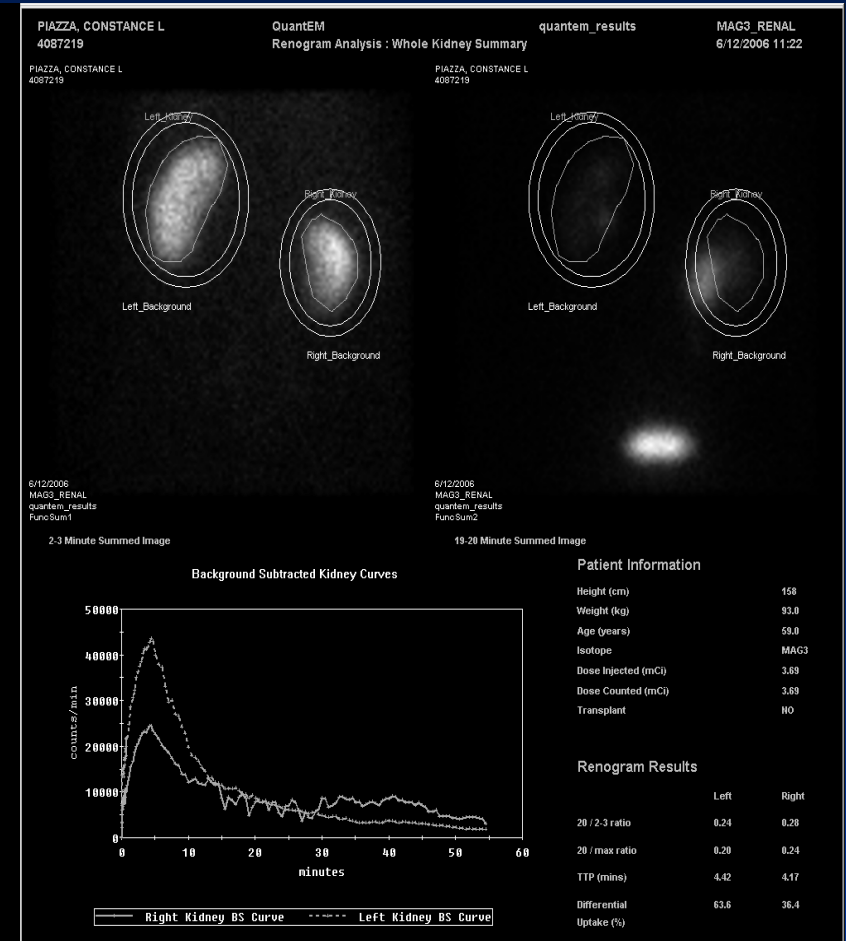 PIAZZA, CONSTANCE L QuantEM quantem_results MAG3_RENAL
4087219 Renogram Analysis : Whole Kidney Summary 6/12/2006 11:22
PIAZZA, CONSTANCE L
4087219
PIAZZA, CONSTANCE L
4087219
Left_Kidney
Right_Kidney
Left_Background
Right_Background
Left_Kidney
Right_Kidney
Left_Background
Right_Background
6/12/2006
MAG3_RENAL
quantem_results
FuncSum1
6/12/2006
MAG3_RENAL
quantem_results
FuncSum2
2-3 Minute Summed Image
19-20 Minute Summed Image
Background Subtracted Kidney Curves
50000
40000
30000
20000
10000
0
counts/min
0 10 20 30 40 50 60
minutes
Right Kidney BS Curve Left Kidney BS Curve
Patient Information
Height (cm) 158
Weight (kg) 93.0
Age (years) 59.0
Isotope MAG3
Dose Injected (mCi) 3.69
Dose Counted (mCi) 3.69
Transplant NO
Renogram Results
Left Right
20 / 2-3 ratio 0.24 0.28
20 / max ratio 0.20 0.24
TTP (mins) 4.42 4.17
Differential 63.6 36.4
Uptake (%)